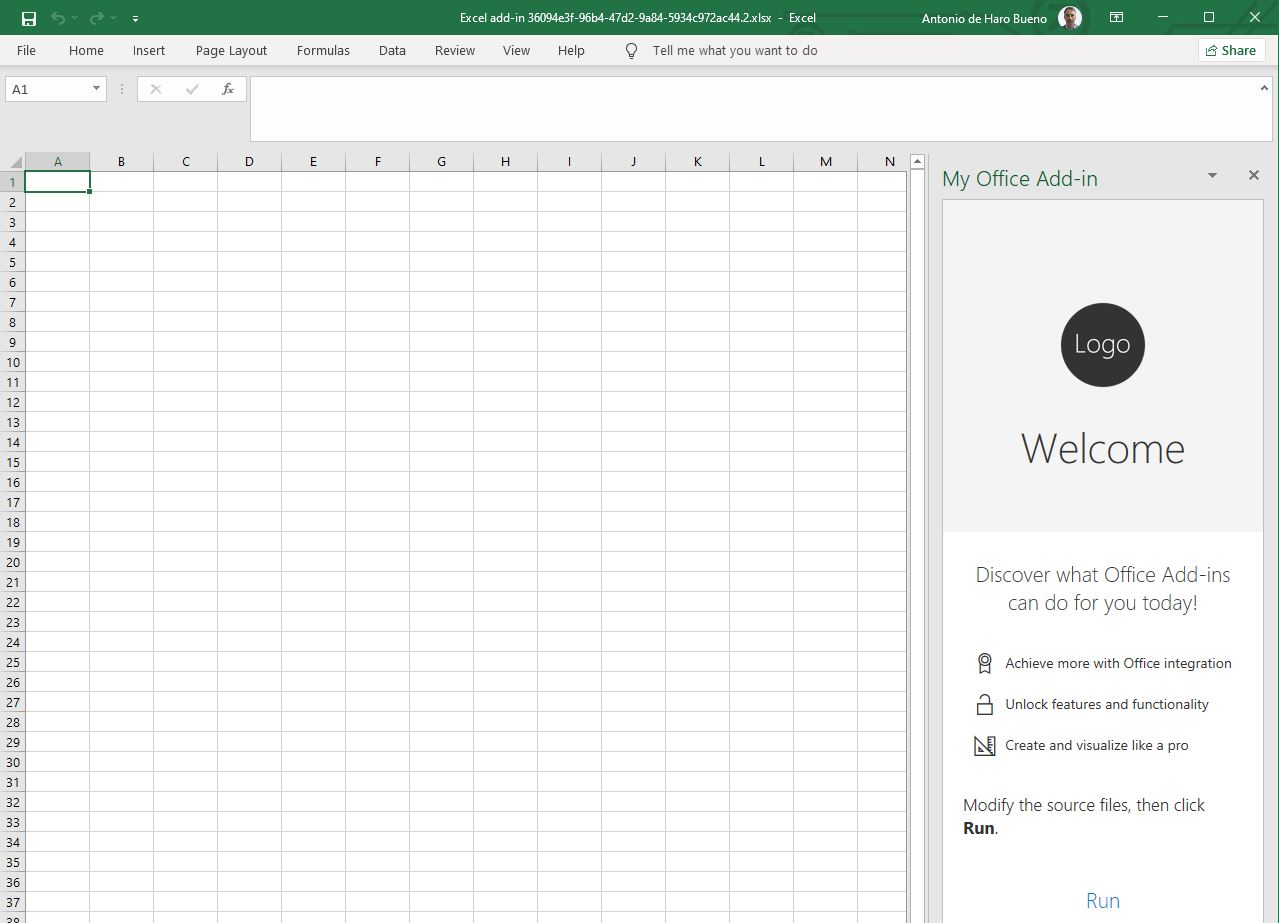 Excel add-in 36094e3f-96b4-47d2-9a84-5934c972ac44.2.xlsx - Excel
Antonio de Haro Bueno
File Home Insert Page Layout Formulas Data Review View Help Tell me what you want to do Share
A1 fx
A B C D E F G H I J K L M N
My Office Add-in
1
2
3
4
5
6
7
8
9
10
11
12
13
14
15
16
17
18
19
20
21
22
23
24
25
26
27
28
29
30
31
32
33
34
35
36
37
38
Logo
Welcome
Discover what Office Add-ins
can do for you today!
Achieve more with Office integration
Unlock features and functionality
Create and visualize like a pro
Modify the source files, then click
Run.
Run